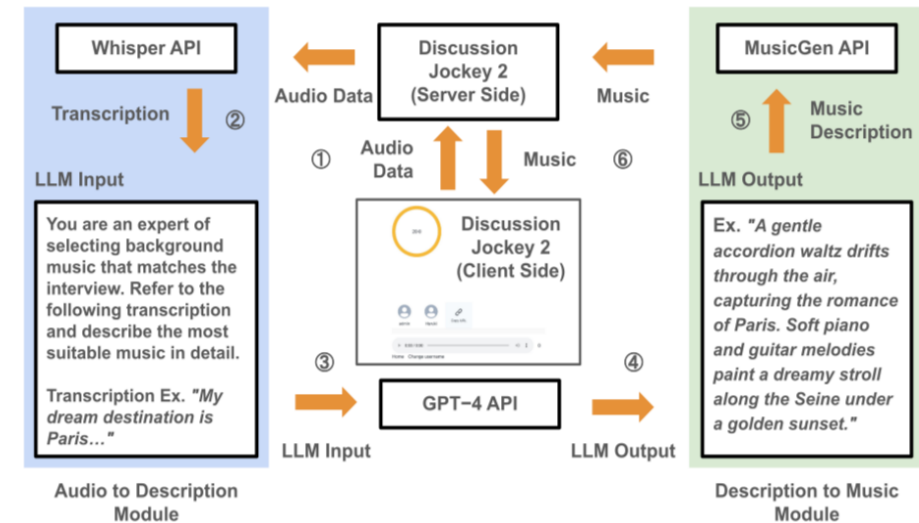 Whisper API
Transcription
②
LLM Input
You are an expert of
selecting background
music that matches the
interview. Refer to the
following transcription
and describe the most
suitable music in detail.
Transcription Ex. "My
dream destination is
Paris…"
Audio to Description
Module
Audio Data
①
Discussion
Jockey 2
(Server Side)
Audio
Data
Music
⑥
Music
Discussion
Jockey 2
(Client Side)
Home Change username
③
LLM Input
GPT-4 API
④
LLM Output
MusicGen API
⑤
Music
Description
LLM Output
Ex. "A gentle
accordion waltz drifts
through the air,
capturing the romance
of Paris. Soft piano
and guitar melodies
paint a dreamy stroll
along the Seine under
a golden sunset."
Description to Music
Module